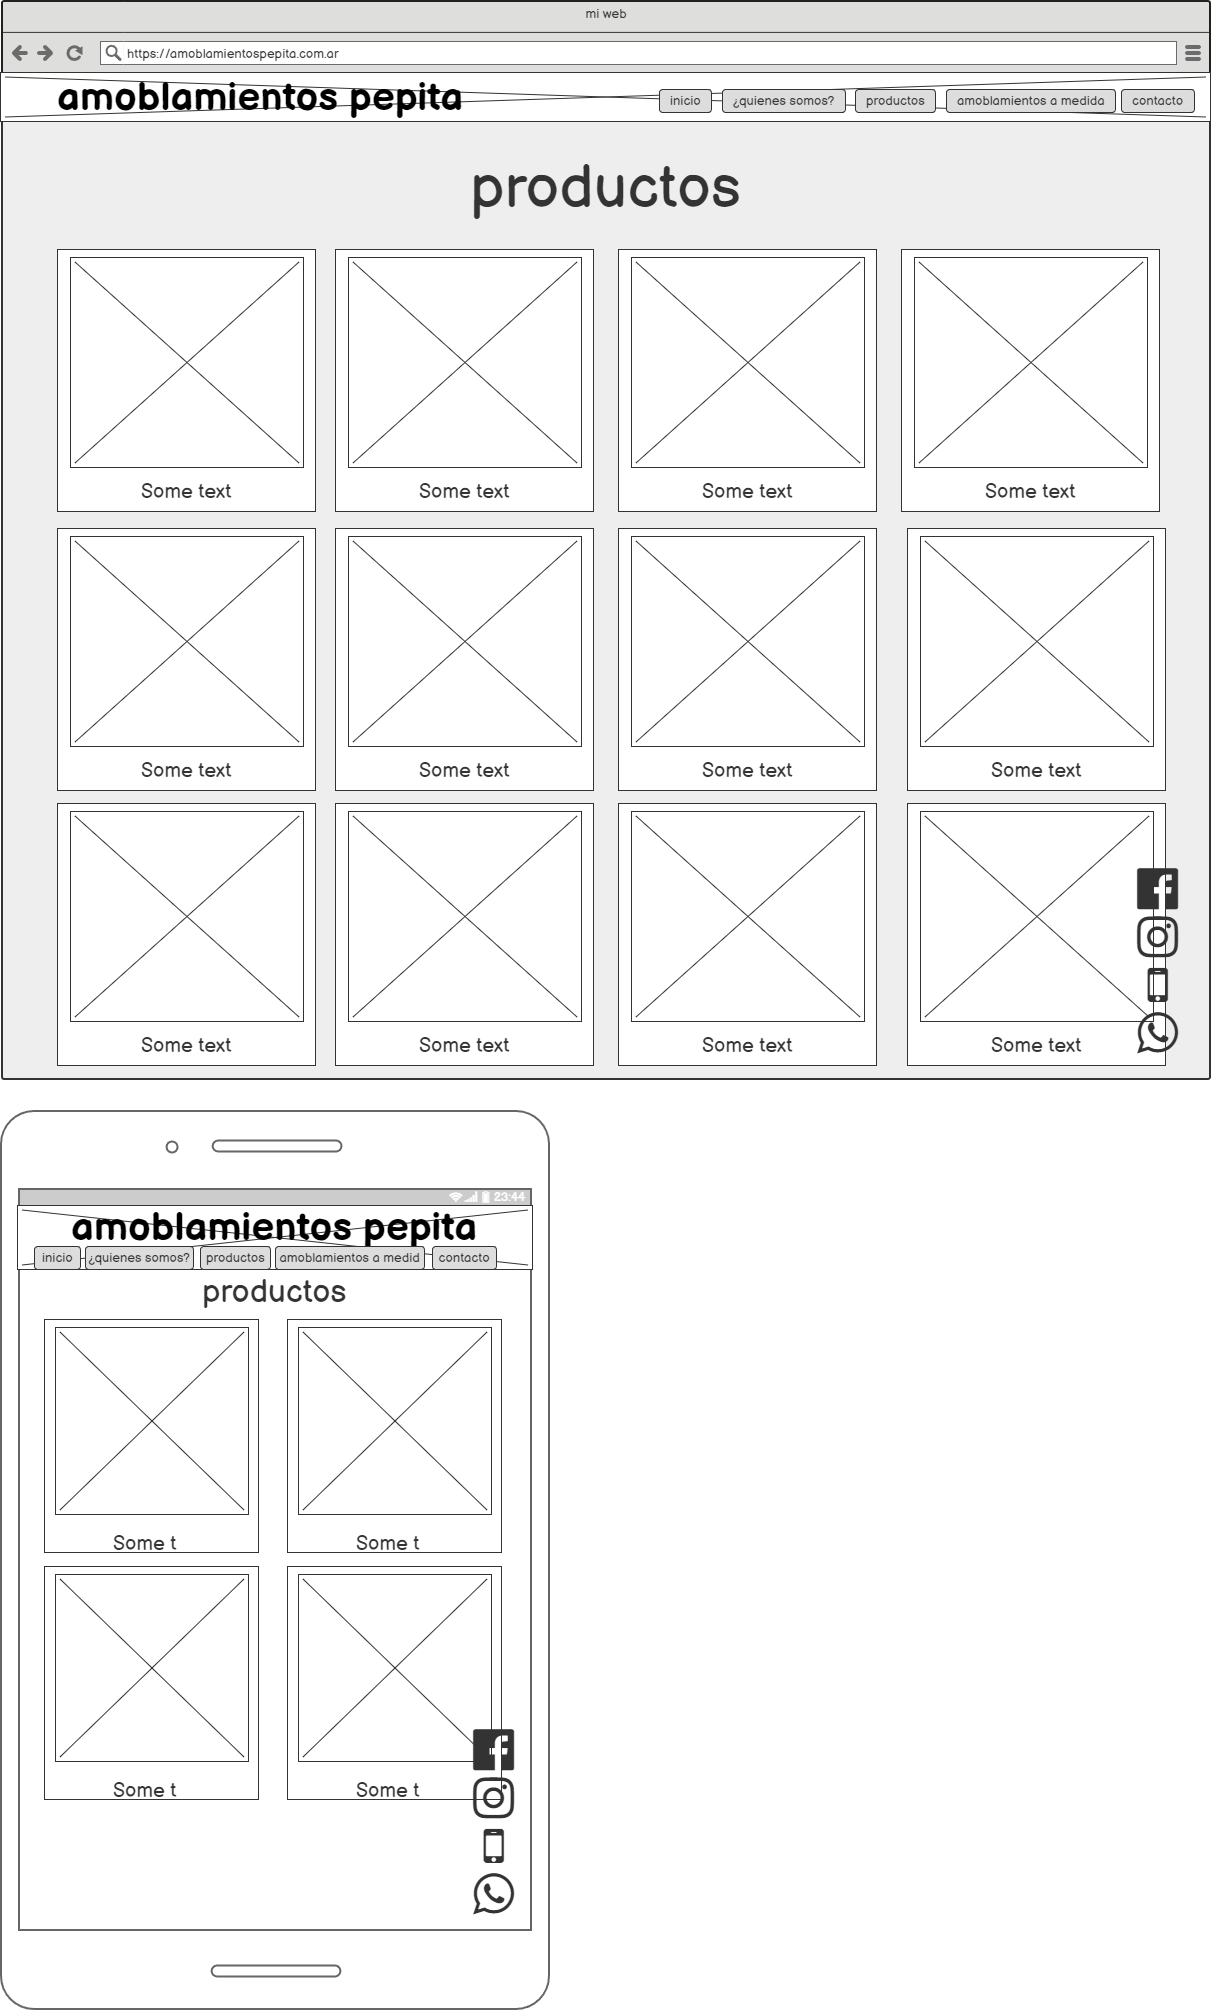 mi web
https://amoblamientospepita.com.ar
amoblamientos pepita
inicio ¿quienes somos? productos amoblamientos a medida contacto
productos
Some text Some text Some text Some text
Some text Some text Some text Some text
Some text Some text Some text Some text
23:44
amoblamientos pepita
inicio ¿quienes somos? productos amoblamientos a medid contacto
productos
Some t Some t
Some t Some t